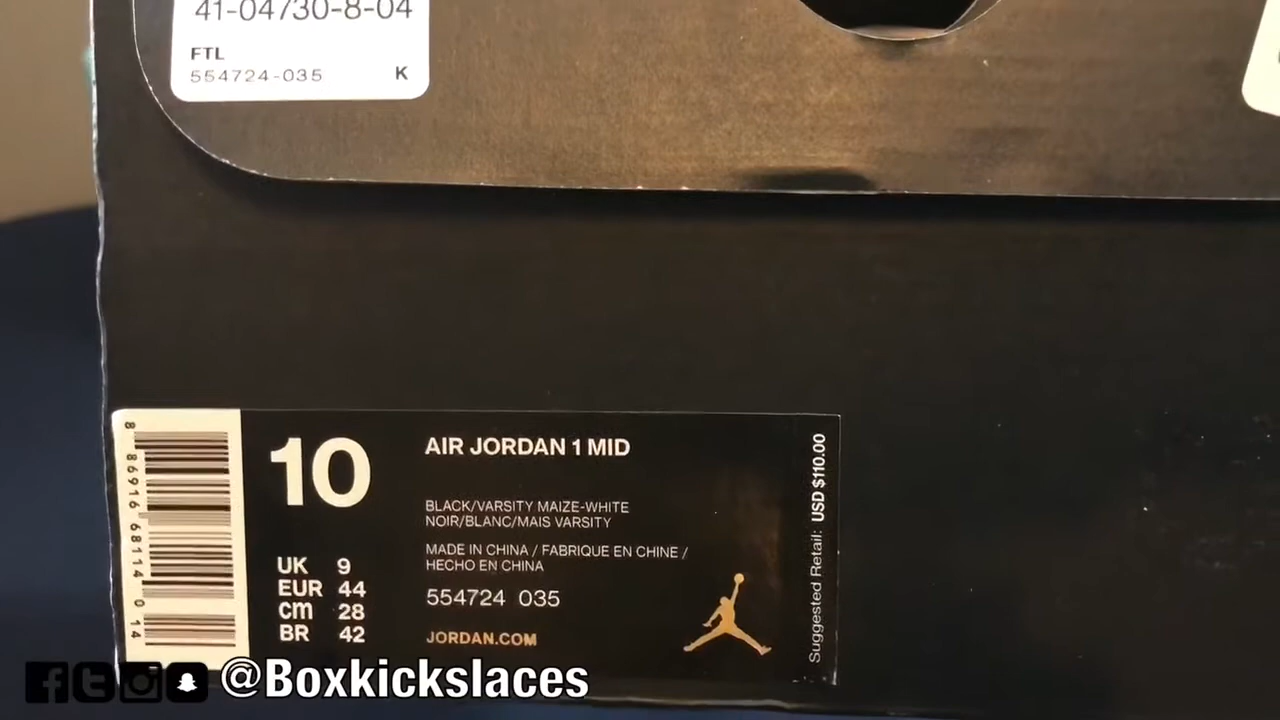 41-04730-8-04
FTL
554724-035 K
8 86916 68114 0 14
10
AIR JORDAN 1 MID
BLACK/VARSITY MAIZE-WHITE
NOIR/BLANC/MAIS VARSITY
MADE IN CHINA / FABRIQUE EN CHINE /
HECHO EN CHINA
UK 9
EUR 44
cm 28
BR 42
554724 035
JORDAN.COM
Suggested Retail: USD $110.00
@Boxkickslaces